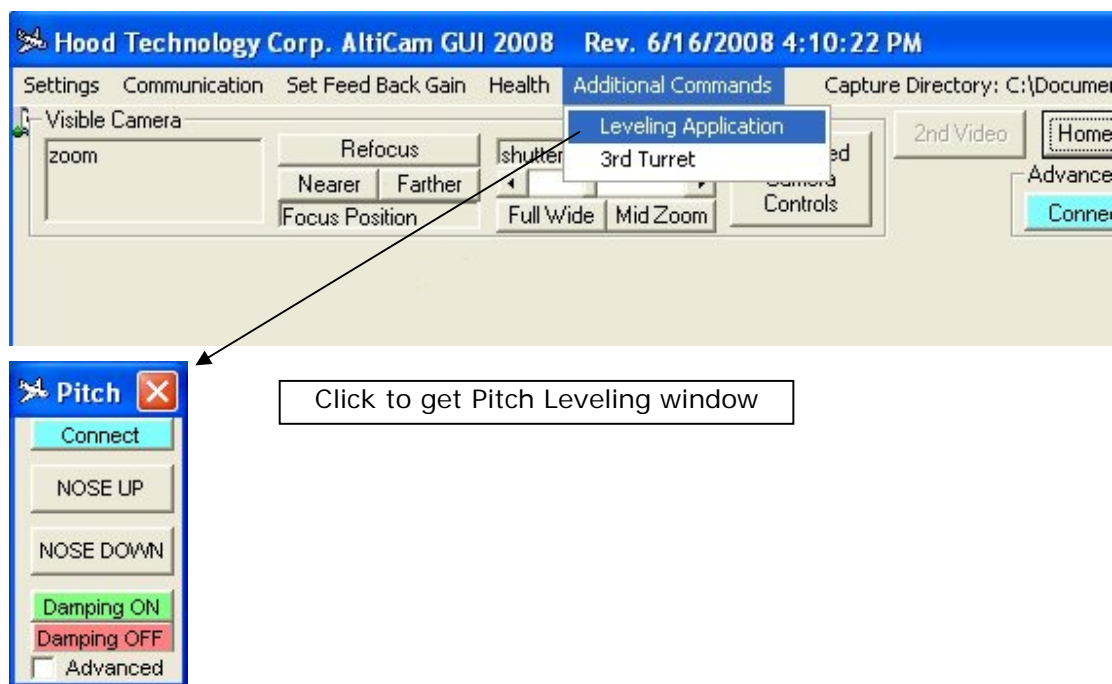 Hood Technology Corp. AltiCam GUI 2008 Rev. 6/16/2008 4:10:22 PM
Settings Communication Set Feed Back Gain Health Additional Commands Capture Directory: C:\Documen
Leveling Application
3rd Turret
Visible Camera
zoom
Refocus
Nearer Farther
Focus Position
shutter
Full Wide Mid Zoom
Controls
2nd Video Home
Advance
Connec
Pitch
Connect
NOSE UP
NOSE DOWN
Damping ON
Damping OFF
Advanced
Click to get Pitch Leveling window